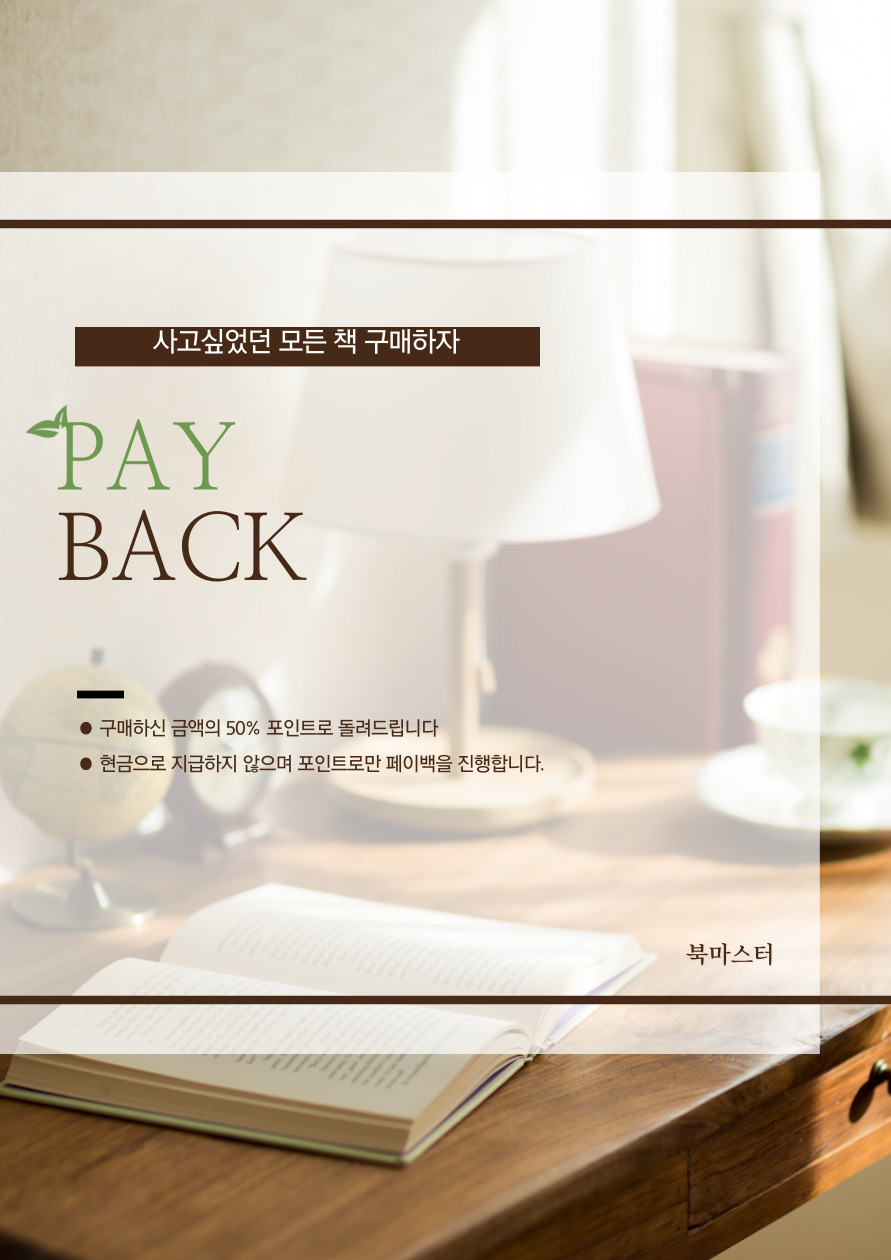 사고싶었던 모든 책 구매하자
PAY
BACK
● 구매하신 금액의 50% 포인트로 돌려드립니다
● 현금으로 지급하지 않으며 포인트로만 페이백을 진행합니다.
북마스터